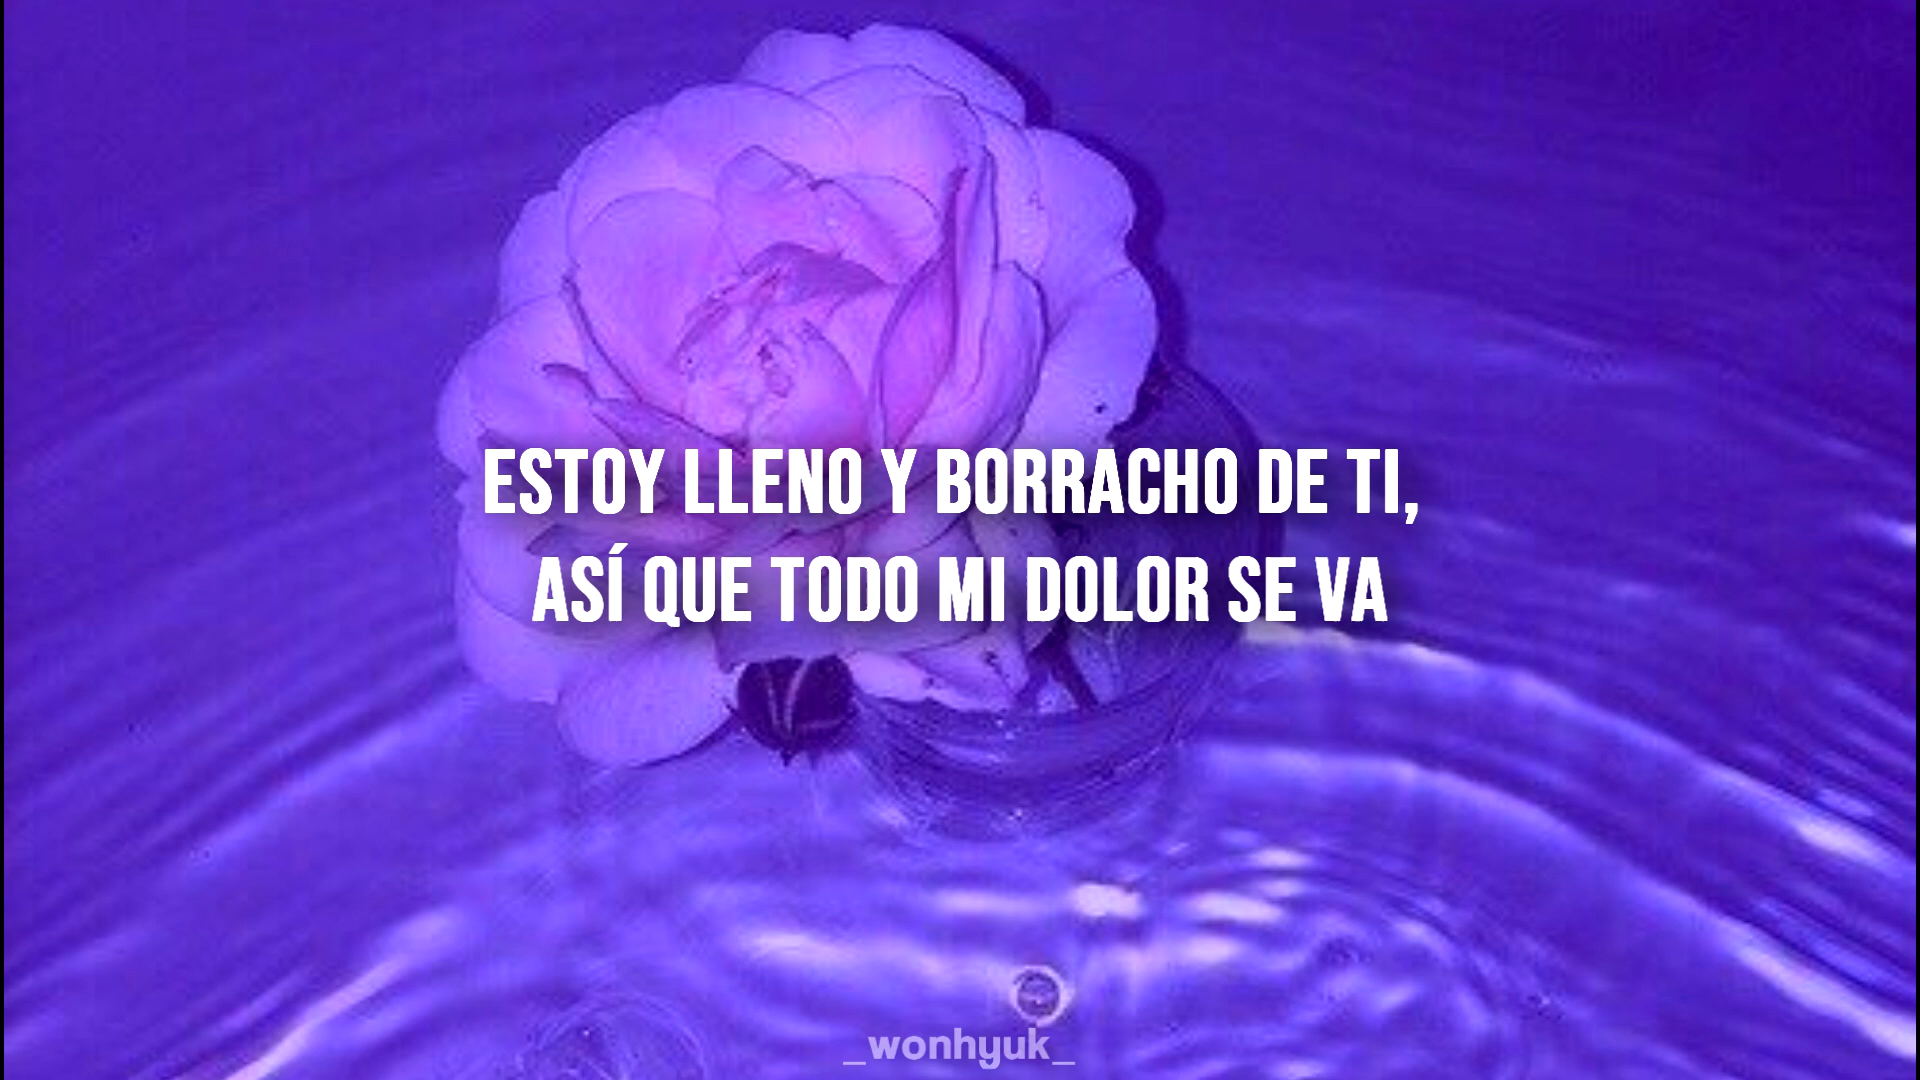 ESTOY LLENO Y BORRACHO DE TI,
ASÍ QUE TODO MI DOLOR SE VA
_wonhyuk_